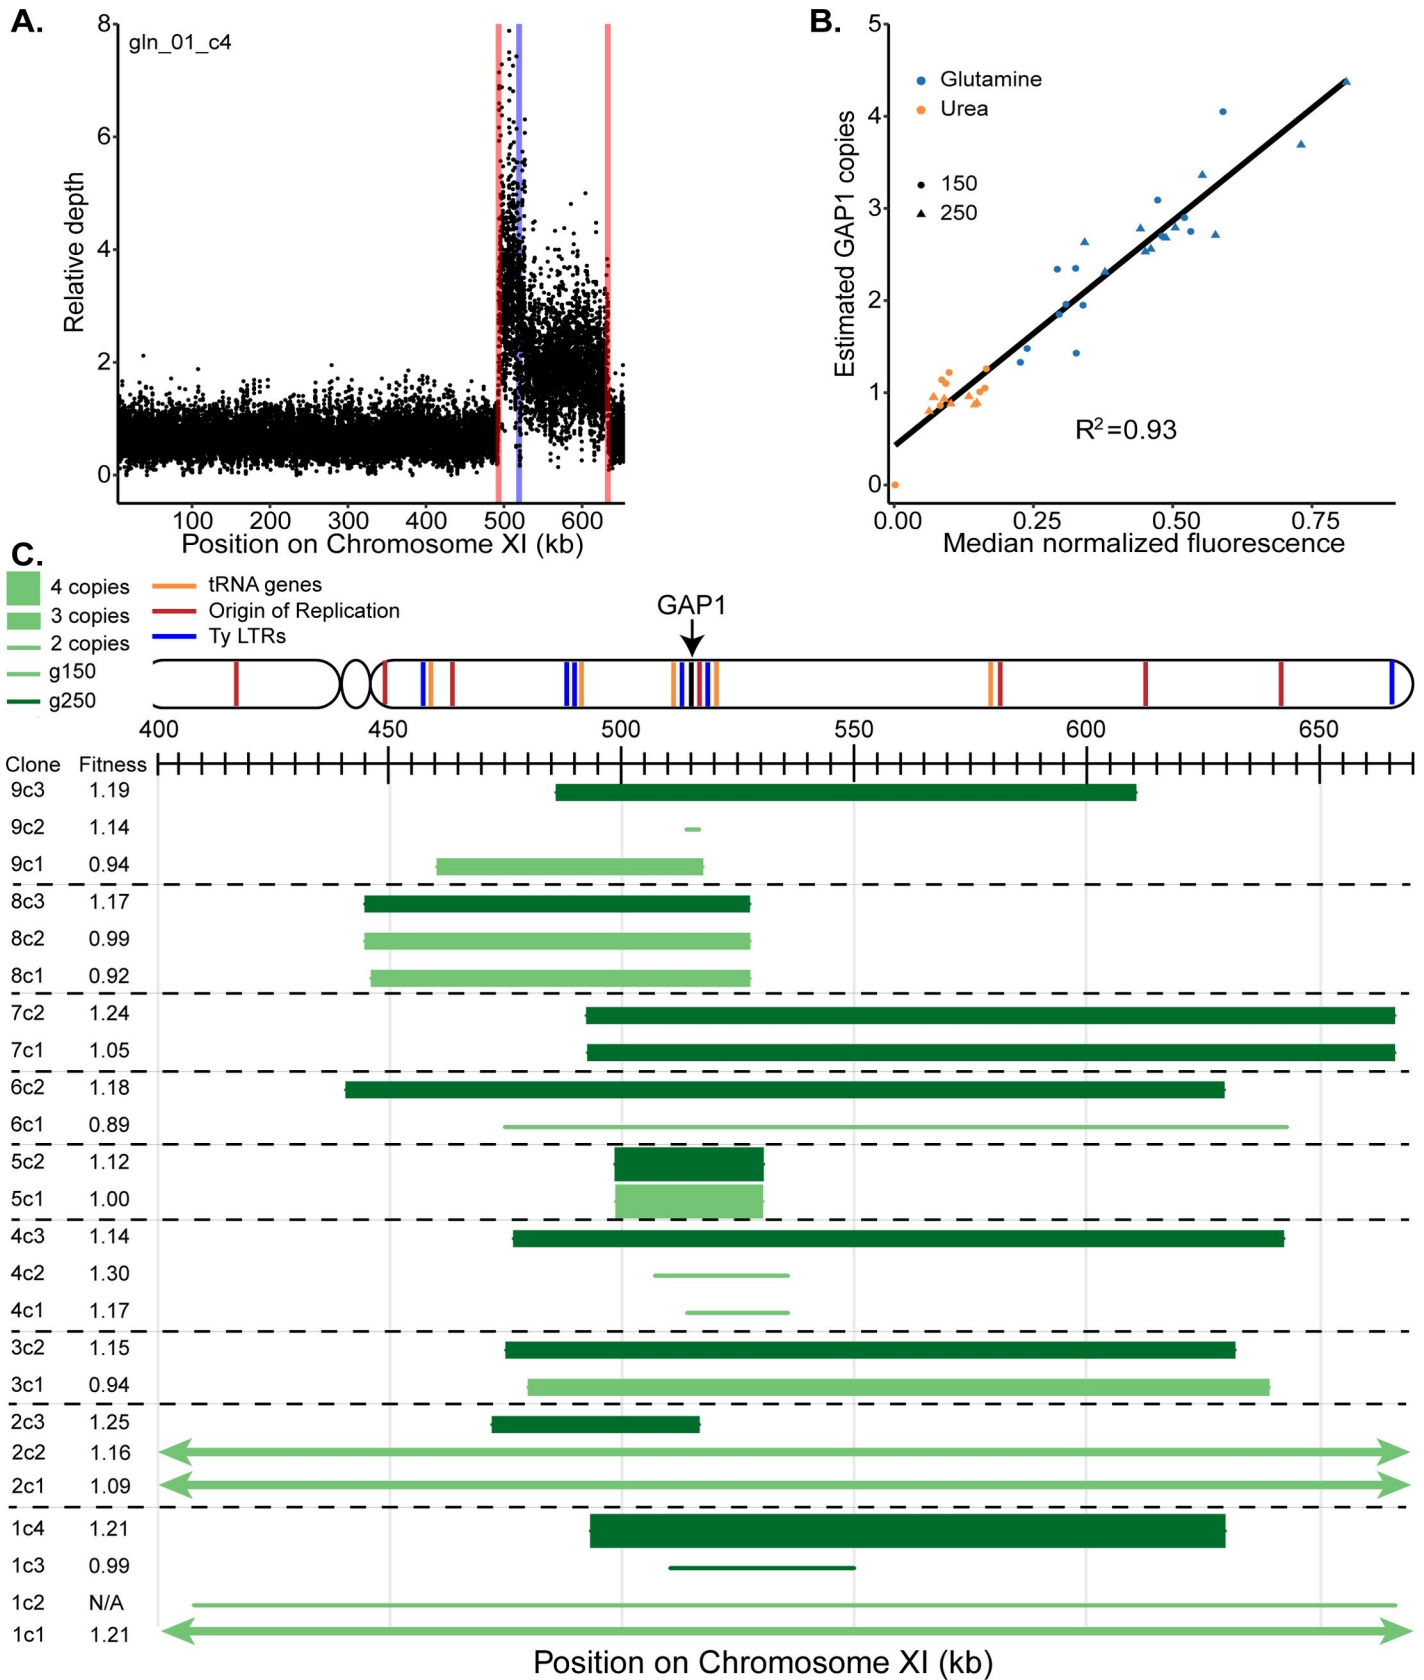 A.
gln_01_c4
Relative depth
8
6
4
2
0
100 200 300 400 500 600
Position on Chromosome XI (kb)
B.
Glutamine
Urea
150
250
Estimated GAP1 copies
5
4
3
2
1
0
R²=0.93
0.00 0.25 0.50 0.75
Median normalized fluorescence
C.
4 copies
3 copies
2 copies
g150
g250
tRNA genes
Origin of Replication
Ty LTRs
GAP1
400 450 500 550 600 650
Clone Fitness
9c3 1.19
9c2 1.14
9c1 0.94
8c3 1.17
8c2 0.99
8c1 0.92
7c2 1.24
7c1 1.05
6c2 1.18
6c1 0.89
5c2 1.12
5c1 1.00
4c3 1.14
4c2 1.30
4c1 1.17
3c2 1.15
3c1 0.94
2c3 1.25
2c2 1.16
2c1 1.09
1c4 1.21
1c3 0.99
1c2 N/A
1c1 1.21
Position on Chromosome XI (kb)